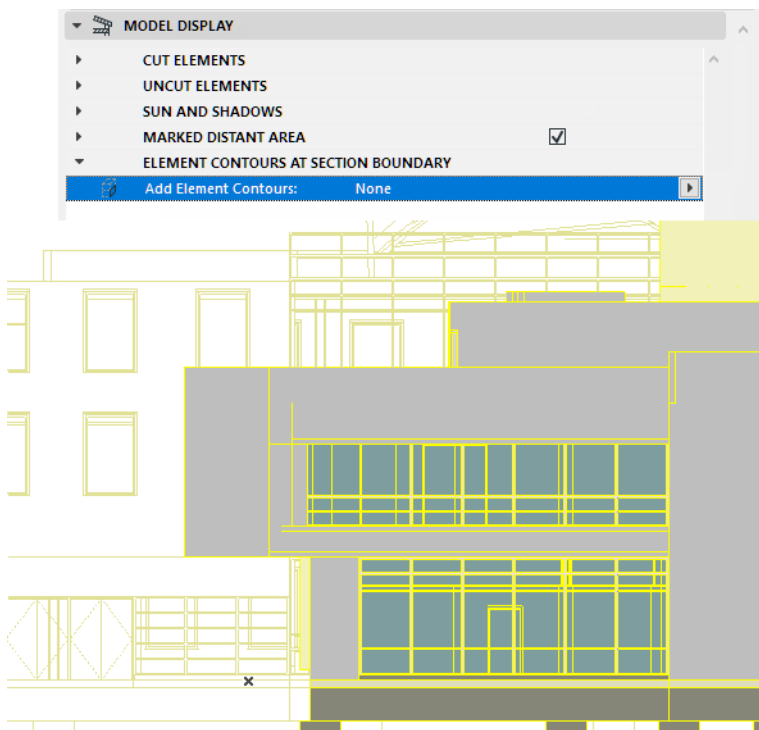 MODEL DISPLAY
CUT ELEMENTS
UNCUT ELEMENTS
SUN AND SHADOWS
MARKED DISTANT AREA
ELEMENT CONTOURS AT SECTION BOUNDARY
Add Element Contours: None